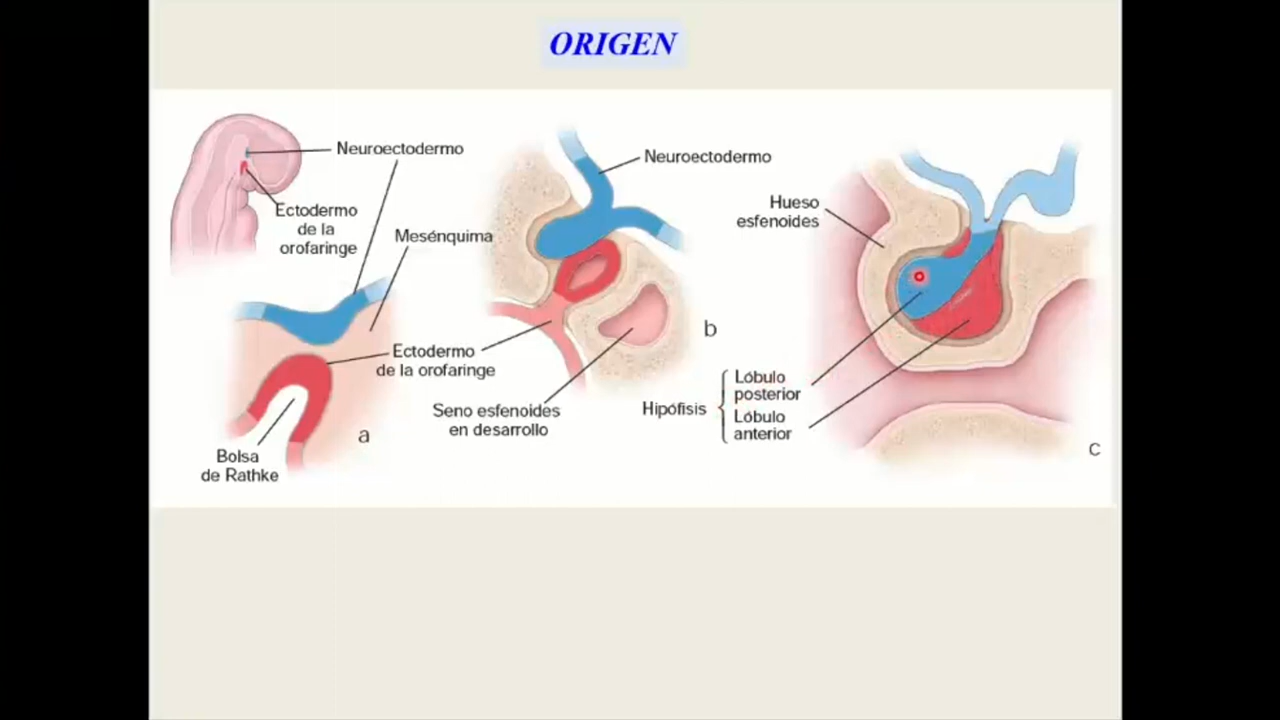 ORIGEN
Neuroectodermo
Ectodermo
de la
orofaringe
Mesénquima
Ectodermo
de la orofaringe
Bolsa
de Rathke
a
Neuroectodermo
Seno esfenoides
en desarrollo
b
Hueso
esfenoides
Hipófisis
Lóbulo
posterior
Lóbulo
anterior
c